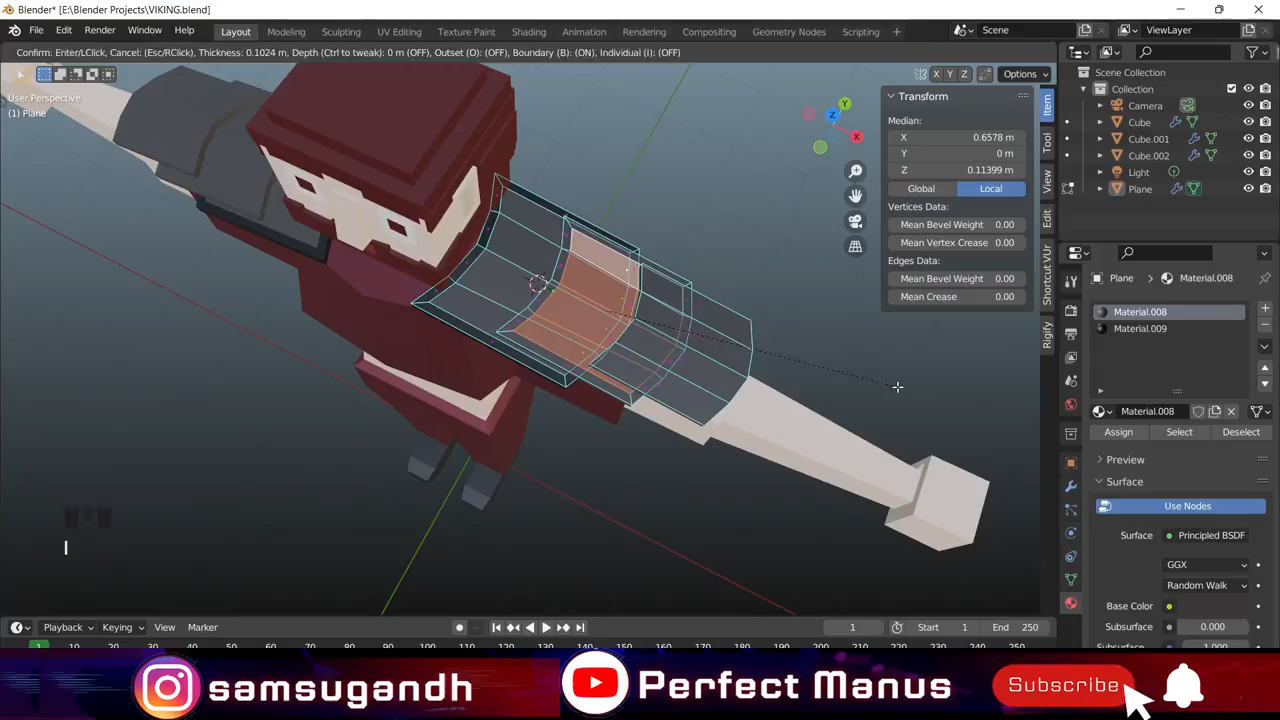 Blender* [E:\Blender Projects\VIKING.blend]
File Edit Render Window Help Layout Modeling Sculpting UV Editing Texture Paint Shading Animation Rendering Compositing Geometry Nodes Scripting + Scene ViewLayer
Confirm: Enter/LClick, Cancel: (Esc/RClick), Thickness: 0.1024 m, Depth (Ctrl to tweak): 0 m (OFF), Outset (O): (OFF), Boundary (B): (ON), Individual (I): (OFF)
X Y Z Options
User Perspective
(1) Plane
Y
Z
X
Transform
Median:
X 0.6578 m
Y 0 m
Z 0.11399 m
Global Local
Vertices Data:
Mean Bevel Weight 0.00
Mean Vertex Crease 0.00
Edges Data:
Mean Bevel Weight 0.00
Mean Crease 0.00
Item
Tool
View
Edit
Shortcut VUr
Rigify
Scene Collection
Collection
Camera
Cube
Cube.001
Cube.002
Light
Plane
Plane > Material.008
Material.008
Material.009
Material.008
Assign Select Deselect
Preview
Surface
Use Nodes
Surface Principled BSDF
GGX
Random Walk
Base Color
Subsurface 0.000
I
Playback Keying View Marker 1 Start 1 End 250
samsugandh
Perfect Manus
Subscribe